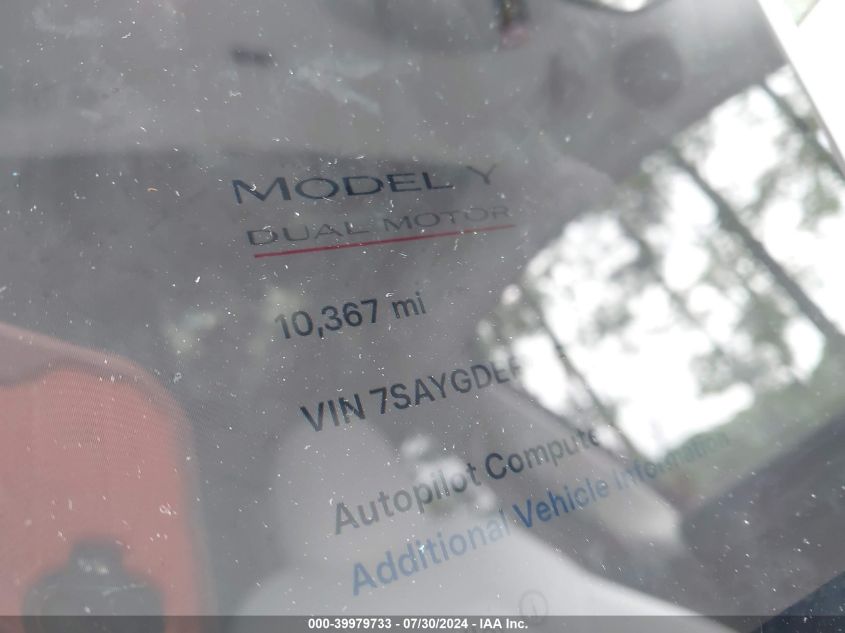 MODEL Y
DUAL MOTOR
10,367 mi
VIN 7SAYGDEF
Autopilot Computer
Additional Vehicle Information
000-39979733 - 07/30/2024 - IAA Inc.